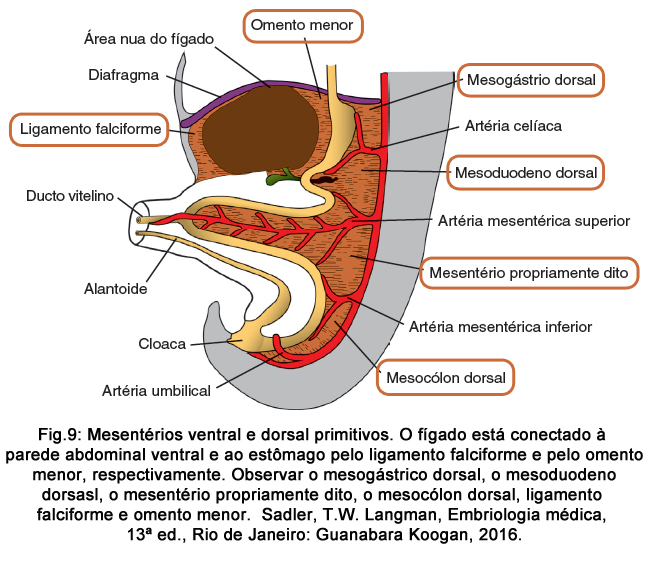 Omento menor
Área nua do fígado
Diafragma
Mesogástrio dorsal
Ligamento falciforme
Artéria celíaca
Mesoduodeno dorsal
Ducto vitelino
Artéria mesentérica superior
Mesentério propriamente dito
Alantoide
Artéria mesentérica inferior
Cloaca
Mesocólon dorsal
Artéria umbilical
Fig.9: Mesentérios ventral e dorsal primitivos. O fígado está conectado à
parede abdominal ventral e ao estômago pelo ligamento falciforme e pelo omento
menor, respectivamente. Observar o mesogástrico dorsal, o mesoduodeno
dorsasl, o mesentério propriamente dito, o mesocólon dorsal, ligamento
falciforme e omento menor. Sadler, T.W. Langman, Embriologia médica,
13ª ed., Rio de Janeiro: Guanabara Koogan, 2016.